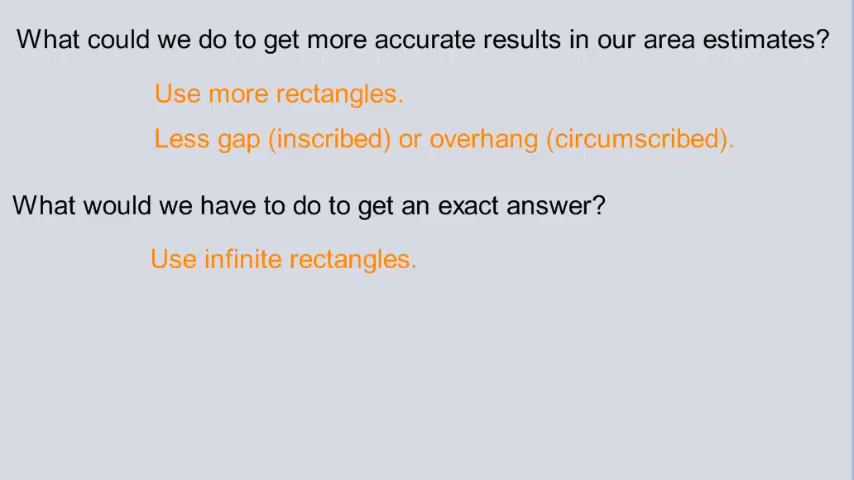 What could we do to get more accurate results in our area estimates?
Use more rectangles.
Less gap (inscribed) or overhang (circumscribed).
What would we have to do to get an exact answer?
Use infinite rectangles.